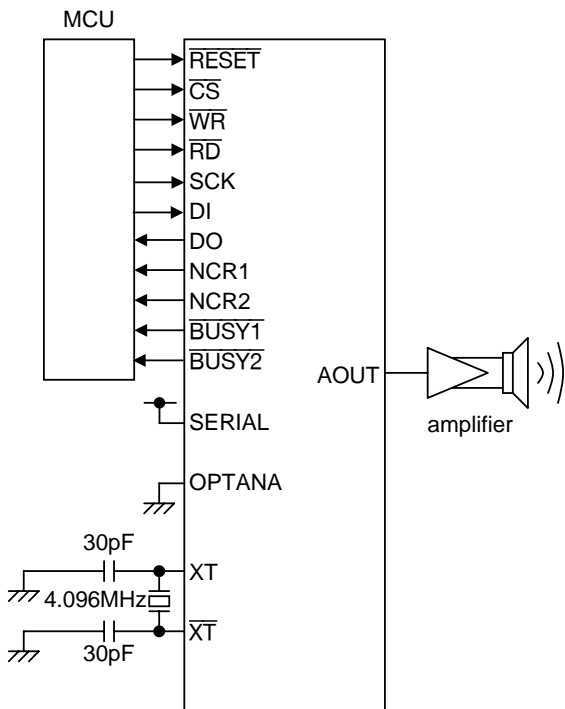 MCU
RESET
CS
WR
RD
SCK
DI
DO
NCR1
NCR2
BUSY1
BUSY2
AOUT
amplifier
SERIAL
OPTANA
30pF
XT
4.096MHz
XT
30pF